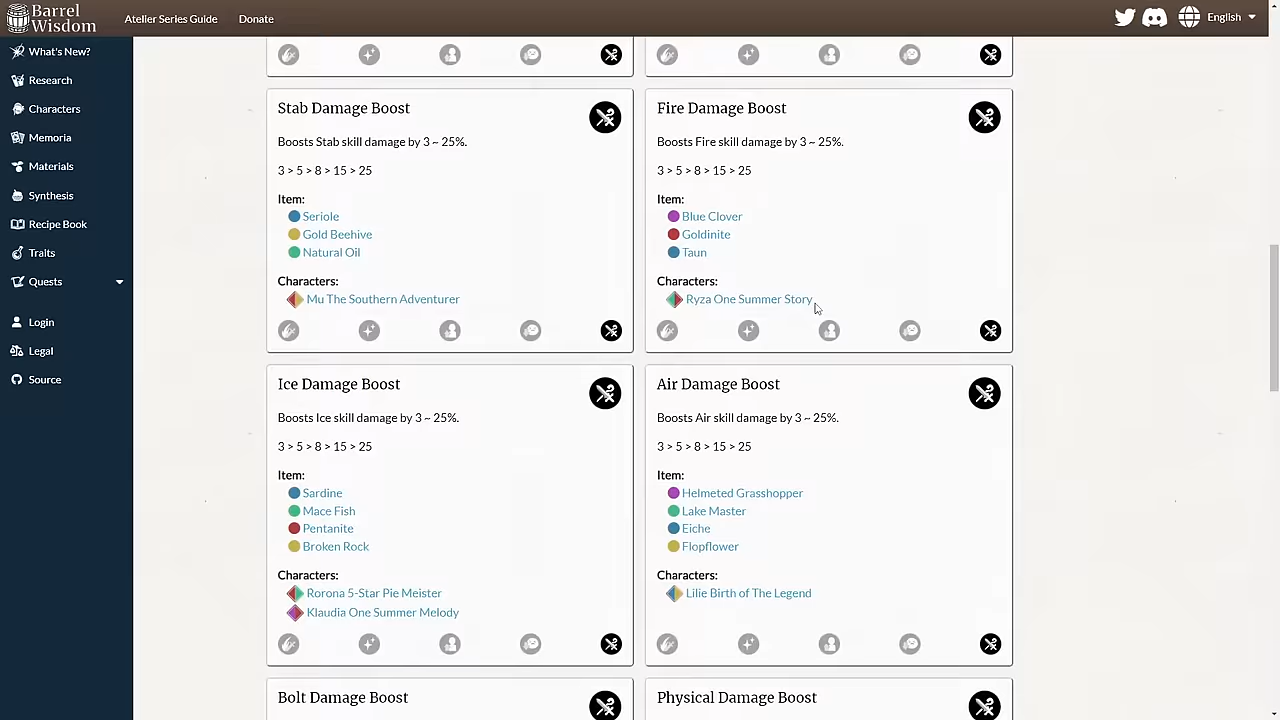 Barrel
Wisdom
Atelier Series Guide
Donate
English
What's New?
Research
Characters
Memoria
Materials
Synthesis
Recipe Book
Traits
Quests
Login
Legal
Source
Stab Damage Boost
Boosts Stab skill damage by 3 ~ 25%.
3 > 5 > 8 > 15 > 25
Item:
Seriole
Gold Beehive
Natural Oil
Characters:
Mu The Southern Adventurer
Fire Damage Boost
Boosts Fire skill damage by 3 ~ 25%.
3 > 5 > 8 > 15 > 25
Item:
Blue Clover
Goldinite
Taun
Characters:
Ryza One Summer Story
Ice Damage Boost
Boosts Ice skill damage by 3 ~ 25%.
3 > 5 > 8 > 15 > 25
Item:
Sardine
Mace Fish
Pentanite
Broken Rock
Characters:
Rorona 5-Star Pie Meister
Klaudia One Summer Melody
Air Damage Boost
Boosts Air skill damage by 3 ~ 25%.
3 > 5 > 8 > 15 > 25
Item:
Helmeted Grasshopper
Lake Master
Eiche
Flopflower
Characters:
Lilie Birth of The Legend
Bolt Damage Boost
Physical Damage Boost